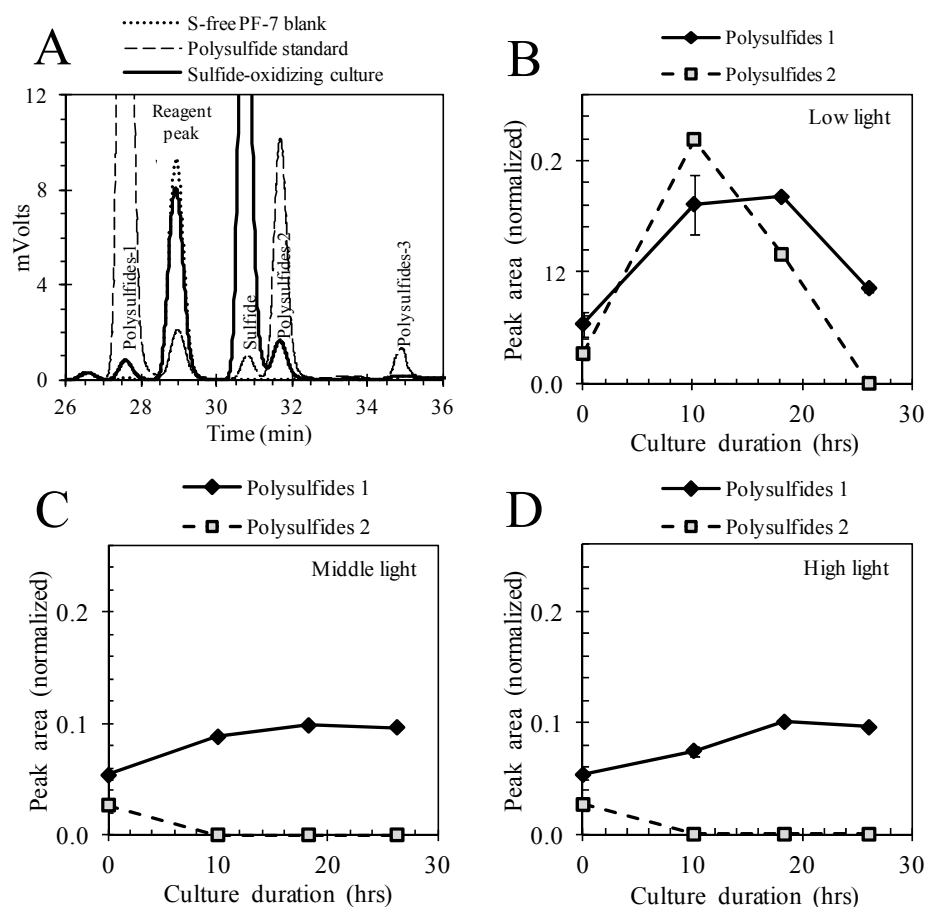 A
S-free PF-7 blank
Polysulfide standard
Sulfide-oxidizing culture
12
8
4
0
mVolts
Reagent
peak
Polysulfides-1
Sulfide
Polysulfides-2
Polysulfides-3
26 28 30 32 34 36
Time (min)
B
Polysulfides 1
Polysulfides 2
Low light
0.2
12
0.0
Peak area (normalized)
0 10 20 30
Culture duration (hrs)
C
Polysulfides 1
Polysulfides 2
Middle light
0.2
0.1
0.0
Peak area (normalized)
0 10 20 30
Culture duration (hrs)
D
Polysulfides 1
Polysulfides 2
High light
0.2
0.1
0.0
Peak area (normalized)
0 10 20 30
Culture duration (hrs)